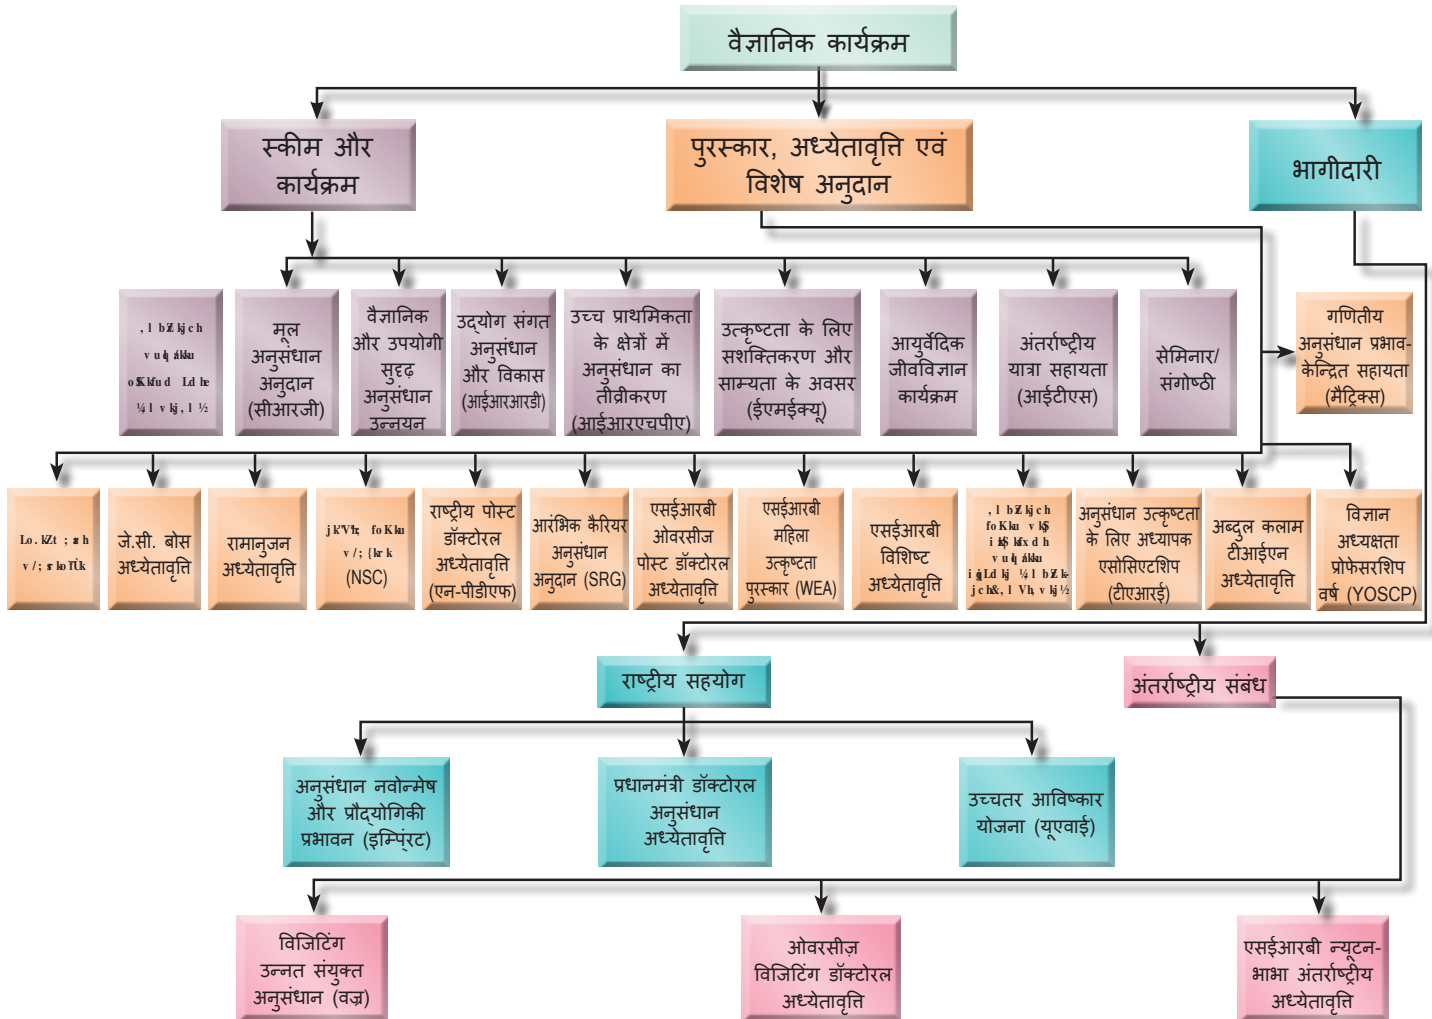 वैज्ञानिक कार्यक्रम
स्कीम और
कार्यक्रम
पुरस्कार, अध्येतावृत्ति एवं
विशेष अनुदान
भागीदारी
मूल
अनुसंधान
अनुदान
(सीआरजी)
वैज्ञानिक
और उपयोगी
सुदृढ़
अनुसंधान
उन्नयन
उद्योग संगत
अनुसंधान
और विकास
(आईआरआरडी)
उच्च प्राथमिकता
के क्षेत्रों में
अनुसंधान का
तीव्रीकरण
(आईआरएचपीए)
उत्कृष्टता के लिए
सशक्तिकरण और
साम्यता के अवसर
(ईएमईक्यू)
आयुर्वेदिक
जीवविज्ञान
कार्यक्रम
अंतर्राष्ट्रीय
यात्रा सहायता
(आईटीएस)
सेमिनार/
संगोष्ठी
गणितीय
अनुसंधान प्रभाव-
केन्द्रित सहायता
(मैट्रिक्स)
जे.सी. बोस
अध्येतावृत्ति
रामानुजन
अध्येतावृत्ति
(NSC)
राष्ट्रीय पोस्ट
डॉक्टोरल
अध्येतावृत्ति
(एन-पीडीएफ)
आरंभिक कैरियर
अनुसंधान
अनुदान (SRG)
एसईआरबी
ओवरसीज
पोस्ट डॉक्टोरल
अध्येतावृत्ति
एसईआरबी
महिला
उत्कृष्टता
पुरस्कार (WEA)
एसईआरबी
विशिष्ट
अध्येतावृत्ति
अनुसंधान उत्कृष्टता
के लिए अध्यापक
एसोसिएटशिप
(टीएआरई)
अब्दुल कलाम
टीआईएन
अध्येतावृत्ति
विज्ञान
अध्यक्षता
प्रोफेसरशिप
वर्ष (YOSCP)
राष्ट्रीय सहयोग
अंतर्राष्ट्रीय संबंध
अनुसंधान नवोन्मेष
और प्रौद्योगिकी
प्रभावन (इम्प्रिंट)
प्रधानमंत्री डॉक्टोरल
अनुसंधान
अध्येतावृत्ति
उच्चतर आविष्कार
योजना (यूएवाई)
विजिटिंग
उन्नत संयुक्त
अनुसंधान (वज्र)
ओवरसीज़
विजिटिंग डॉक्टोरल
अध्येतावृत्ति
एसईआरबी न्यूटन-
भाभा अंतर्राष्ट्रीय
अध्येतावृत्ति